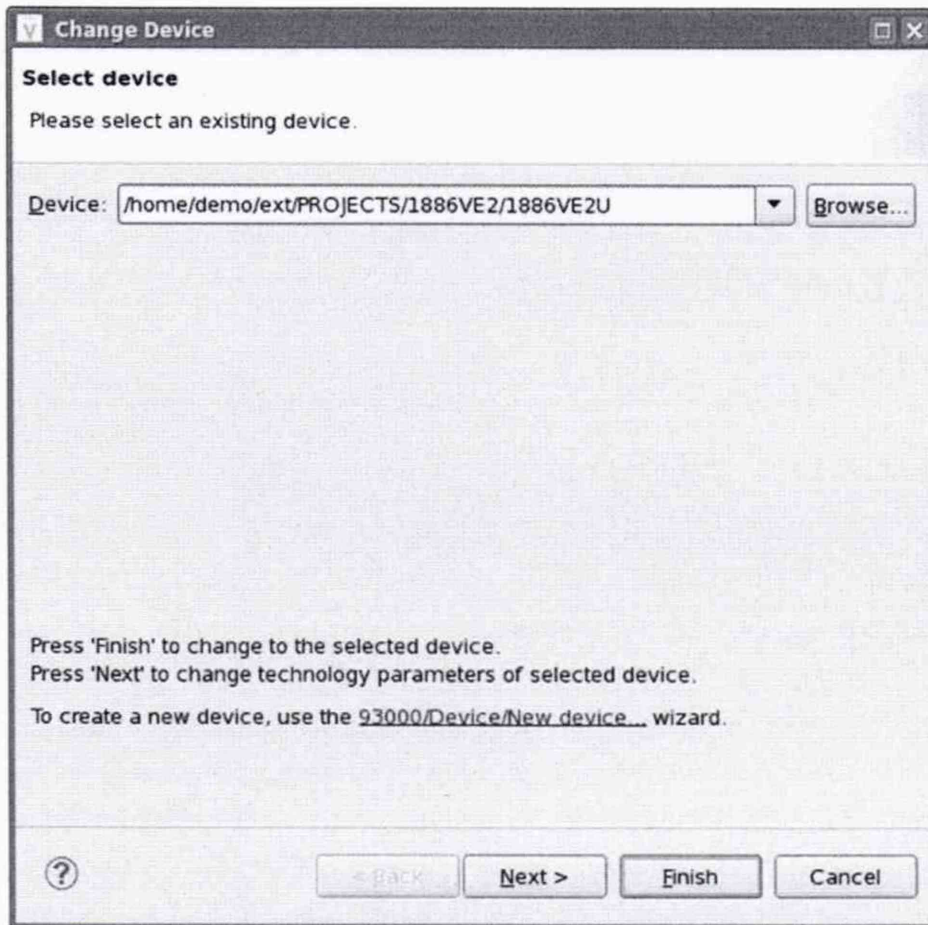 Change Device
Select device
Please select an existing device.
Device: /home/demo/ext/PROJECTS/1886VE2/1886VE2U Browse...
Press 'Finish' to change to the selected device.
Press 'Next' to change technology parameters of selected device.
To create a new device, use the 93000/Device/New device... wizard.
? < Back Next > Finish Cancel